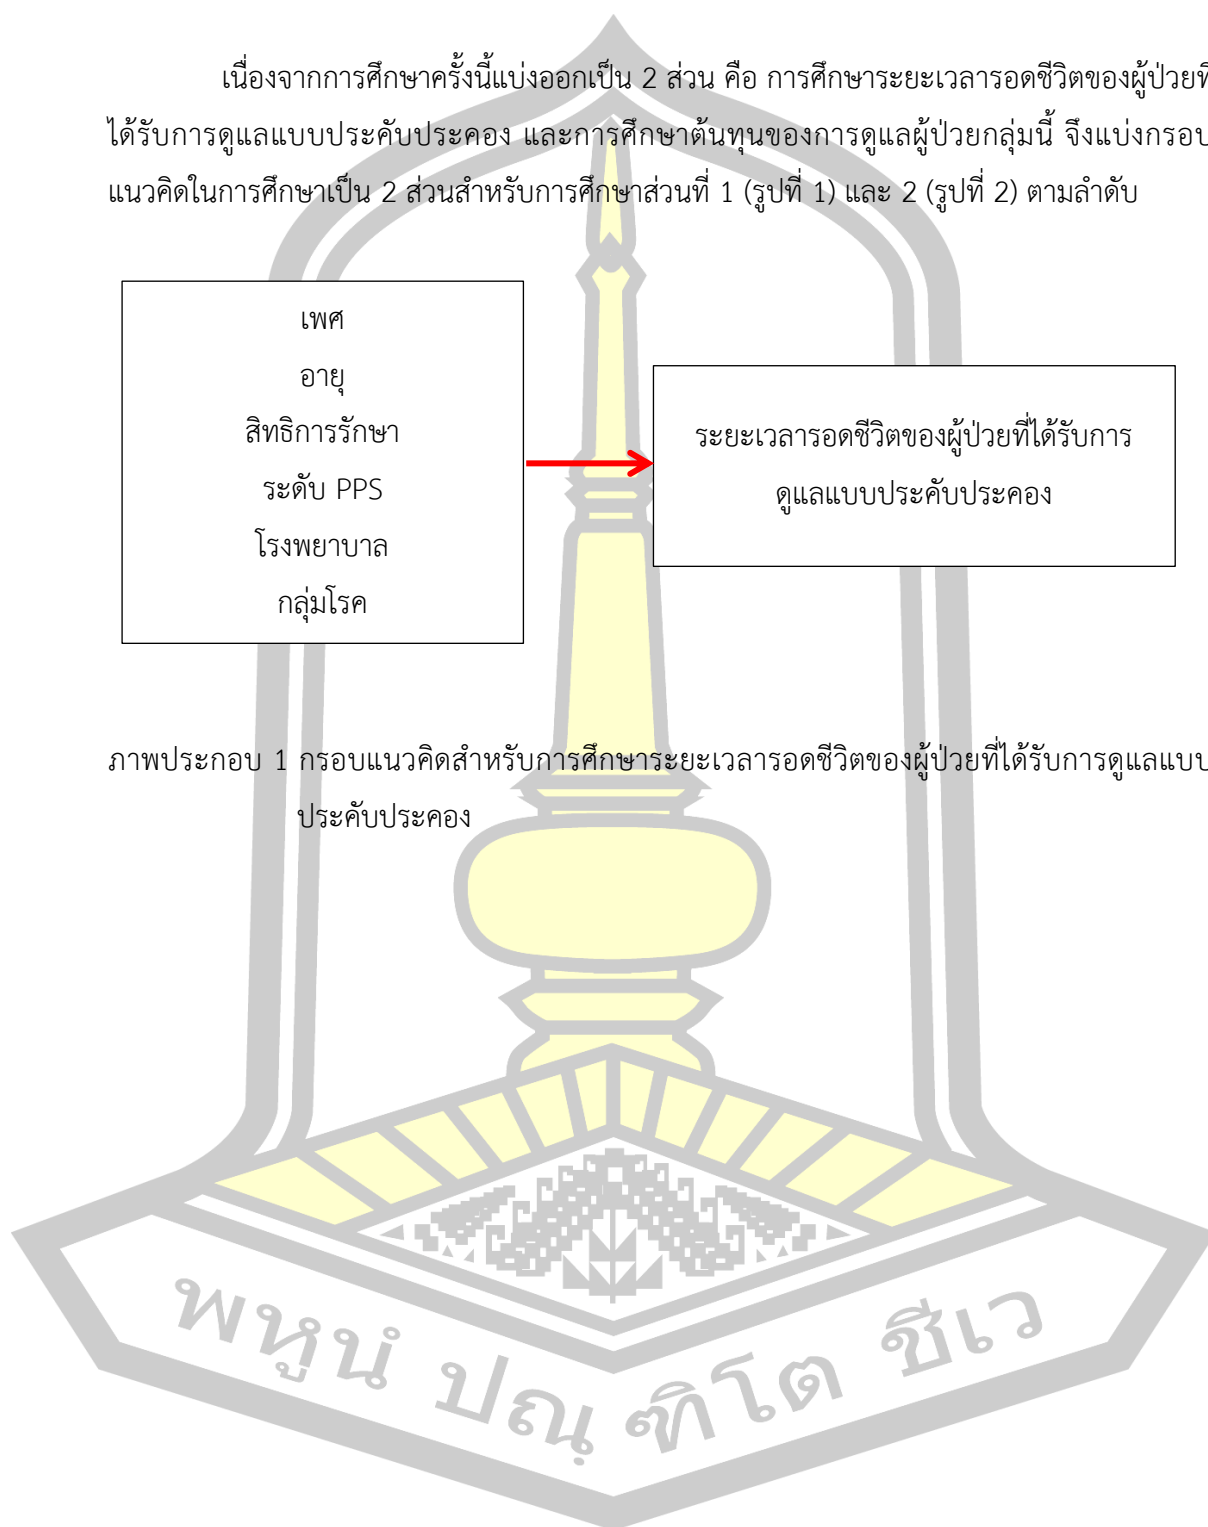 เนื่องจากการศึกษาครั้งนี้แบ่งออกเป็น 2 ส่วน คือ การศึกษาระยะเวลารอดชีวิตของผู้ป่วยที่
ได้รับการดูแลแบบประคับประคอง และการศึกษาต้นทุนของการดูแลผู้ป่วยกลุ่มนี้ จึงแบ่งกรอบ
แนวคิดในการศึกษาเป็น 2 ส่วนสำหรับการศึกษาส่วนที่ 1 (รูปที่ 1) และ 2 (รูปที่ 2) ตามลำดับ
เพศ
อายุ
สิทธิการรักษา
ระดับ PPS
โรงพยาบาล
กลุ่มโรค
ระยะเวลารอดชีวิตของผู้ป่วยที่ได้รับการ
ดูแลแบบประคับประคอง
ภาพประกอบ 1 กรอบแนวคิดสำหรับการศึกษาระยะเวลารอดชีวิตของผู้ป่วยที่ได้รับการดูแลแบบ
ประคับประคอง
พหูนํ ปณฺฑิโต ชีเว